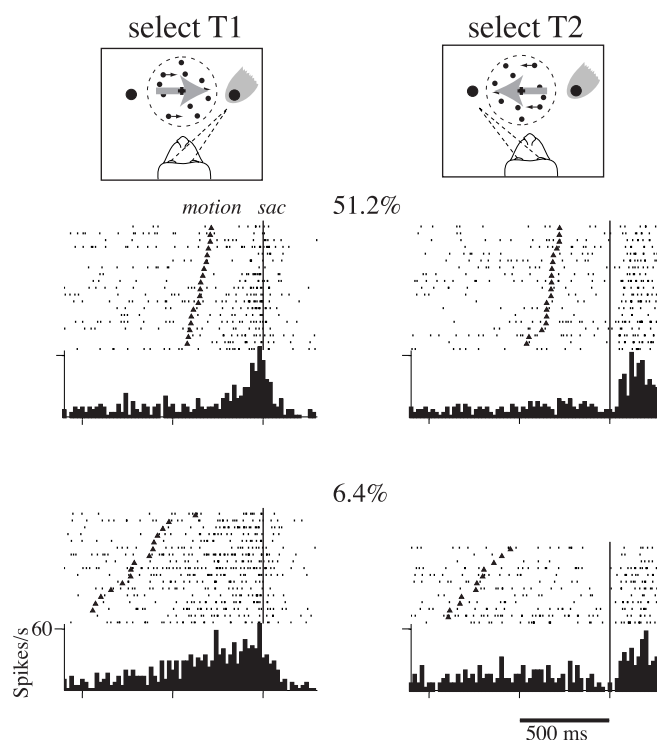 select T1
select T2
motion sac
51.2%
6.4%
Spikes/s
60
500 ms